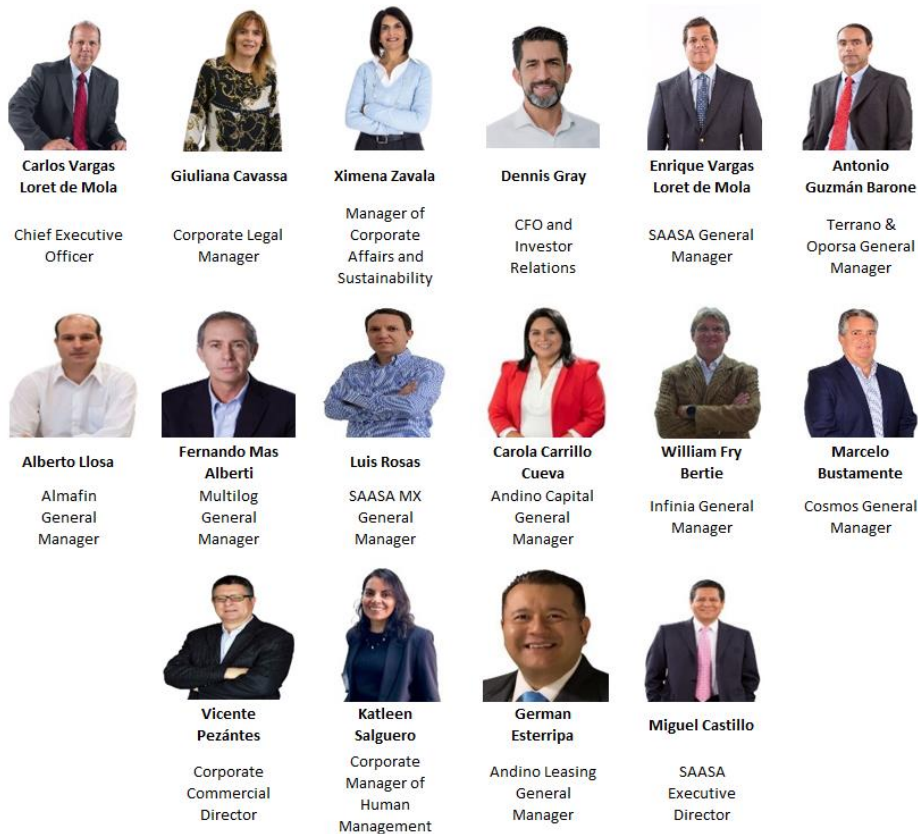 Carlos Vargas
Loret de Mola
Chief Executive
Officer
Giuliana Cavassa
Corporate Legal
Manager
Ximena Zavala
Manager of
Corporate
Affairs and
Sustainability
Dennis Gray
CFO and
Investor
Relations
Enrique Vargas
Loret de Mola
SAASA General
Manager
Antonio
Guzmán Barone
Terrano &
Oporsa General
Manager
Alberto Llosa
Almafin
General
Manager
Fernando Mas
Alberti
Multilog
General
Manager
Luis Rosas
SAASA MX
General
Manager
Carola Carrillo
Cueva
Andino Capital
General
Manager
William Fry
Bertie
Infinia General
Manager
Marcelo
Bustamente
Cosmos General
Manager
Vicente
Pezántes
Corporate
Commercial
Director
Katleen
Salguero
Corporate
Manager of
Human
Management
German
Esterripa
Andino Leasing
General
Manager
Miguel Castillo
SAASA
Executive
Director